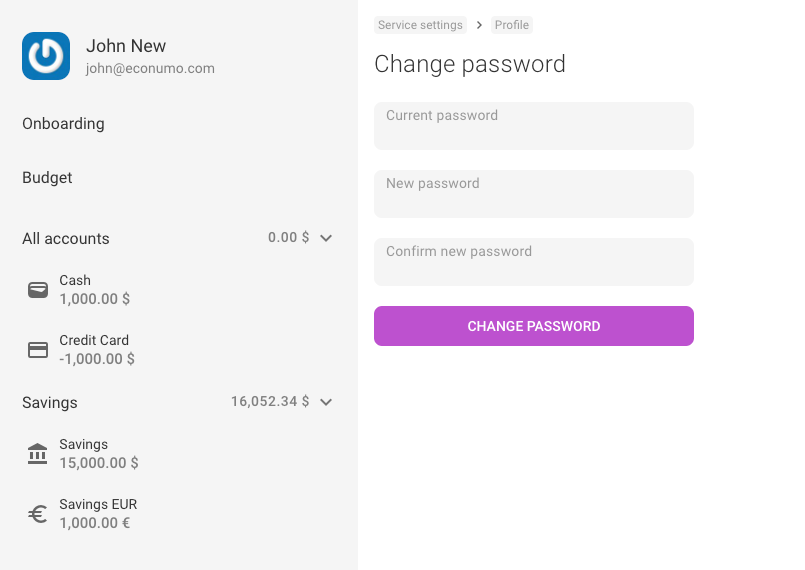 John New
john@econumo.com
Onboarding
Budget
All accounts 0.00 $
Cash
1,000.00 $
Credit Card
-1,000.00 $
Savings 16,052.34 $
Savings
15,000.00 $
Savings EUR
1,000.00 €
Service settings > Profile
Change password
Current password
New password
Confirm new password
CHANGE PASSWORD